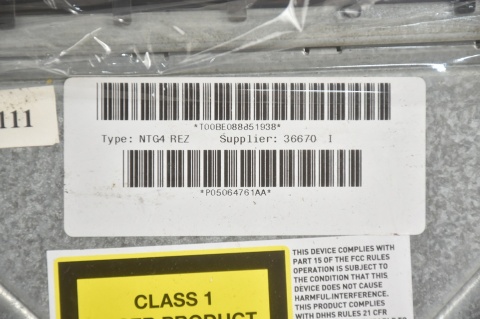 *T00BE088d51938*
111
Type: NTG4 REZ Supplier: 36670 I
*P05064761AA*
THIS DEVICE COMPLIES WITH
PART 15 OF THE FCC RULES
OPERATION IS SUBJECT TO
THE CONDITION THAT THIS
DEVICE DOES NOT CAUSE
HARMFUL.INTERFERENCE.
THIS PRODUCT COMPLIES
WITH DHHS RULES 21 CFR
CLASS 1